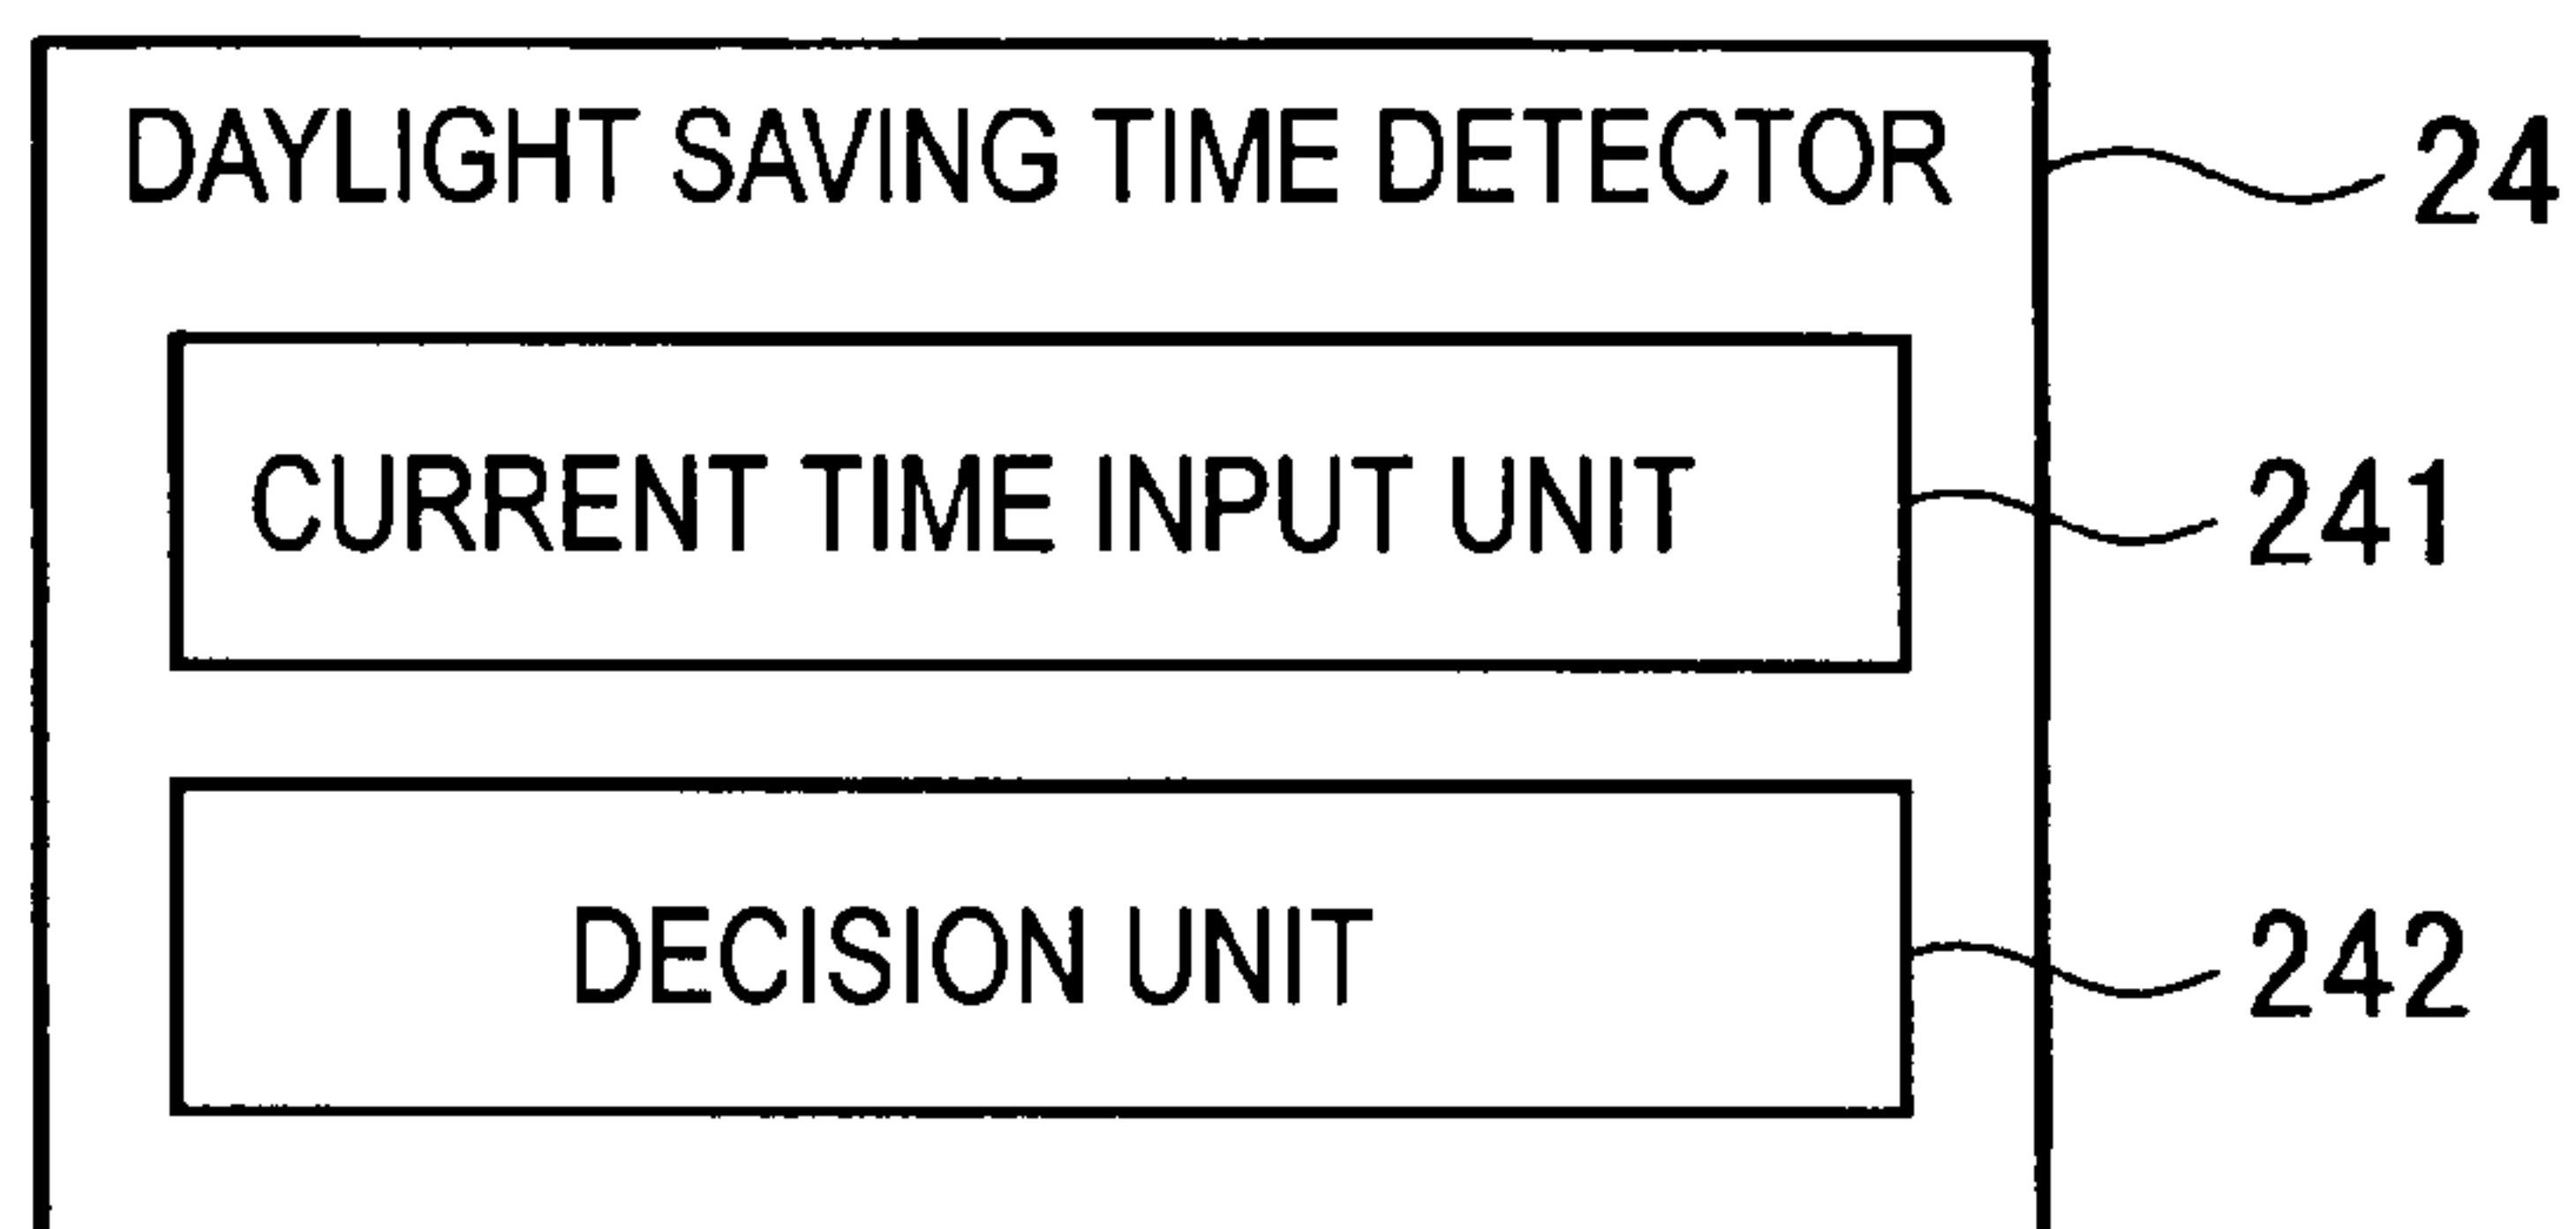 DAYLIGHT SAVING TIME DETECTOR 24
CURRENT TIME INPUT UNIT 241
DECISION UNIT 242